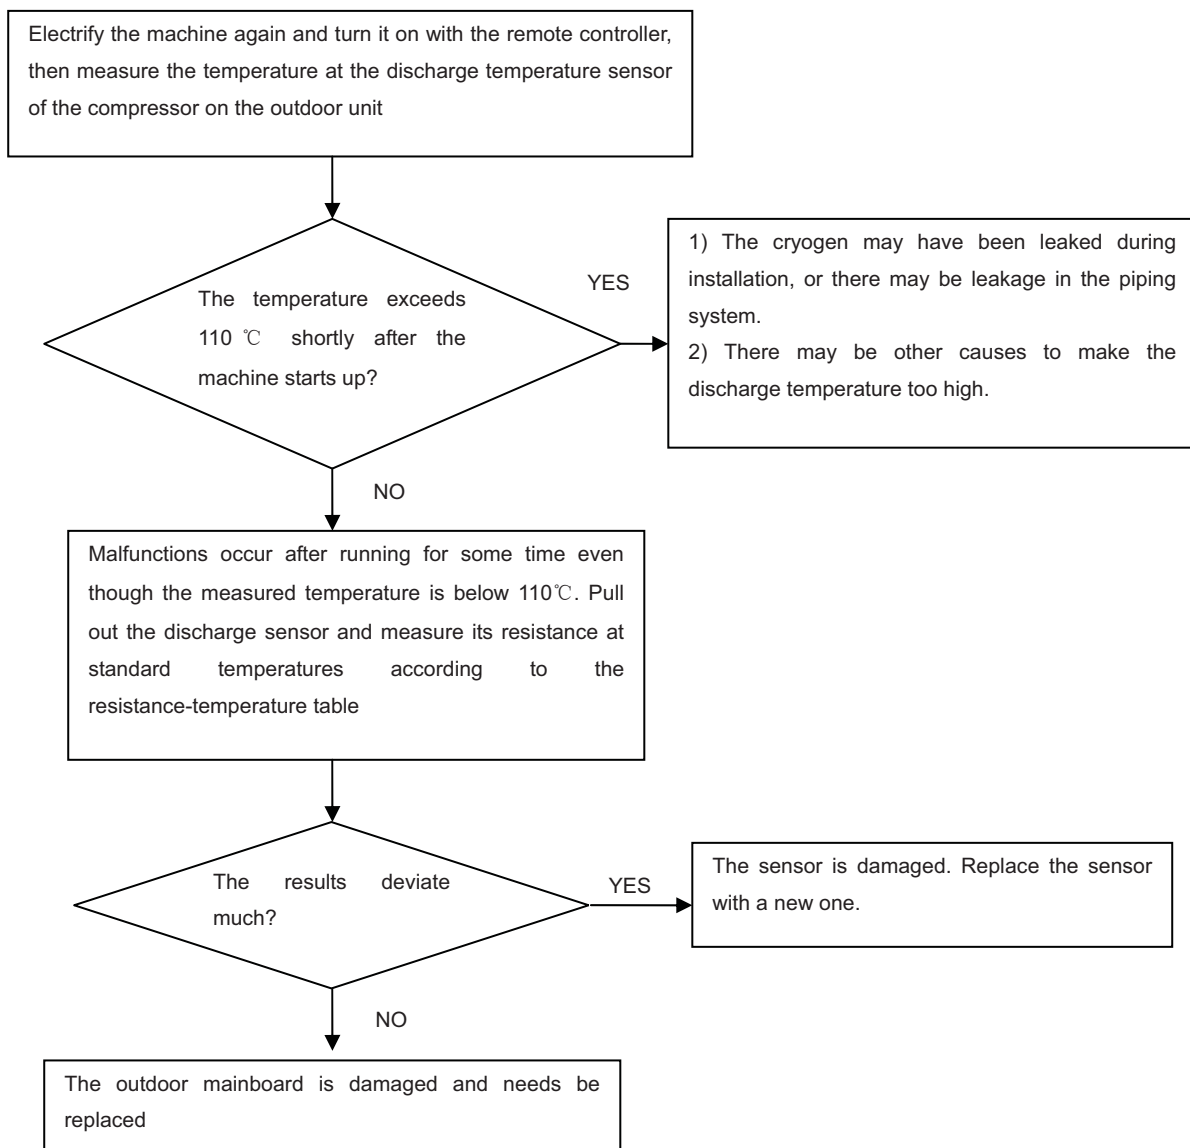 Electrify the machine again and turn it on with the remote controller,
then measure the temperature at the discharge temperature sensor
of the compressor on the outdoor unit
The temperature exceeds
110 ℃ shortly after the
machine starts up?
YES
1) The cryogen may have been leaked during
installation, or there may be leakage in the piping
system.
2) There may be other causes to make the
discharge temperature too high.
NO
Malfunctions occur after running for some time even
though the measured temperature is below 110℃. Pull
out the discharge sensor and measure its resistance at
standard temperatures according to the
resistance-temperature table
The results deviate
much?
YES
The sensor is damaged. Replace the sensor
with a new one.
NO
The outdoor mainboard is damaged and needs be
replaced